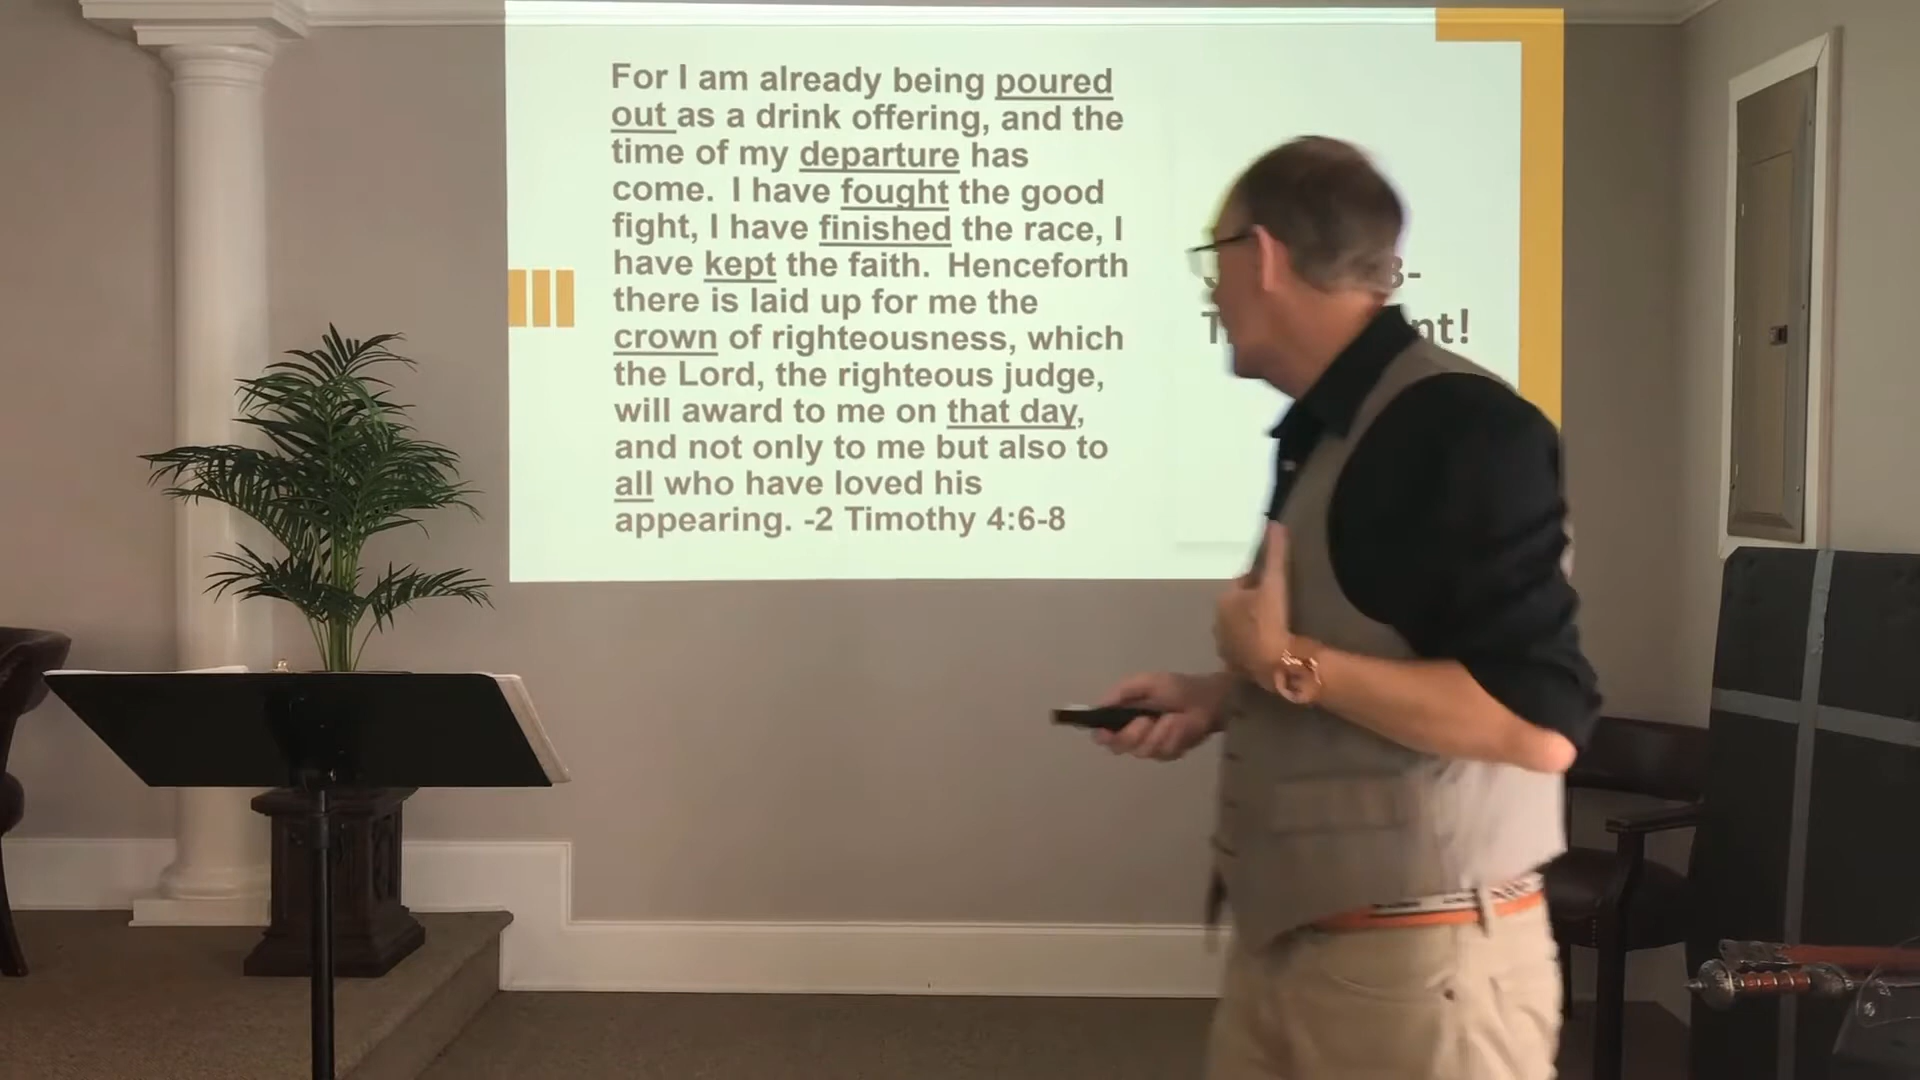 For I am already being poured
out as a drink offering, and the
time of my departure has
come. I have fought the good
fight, I have finished the race, I
have kept the faith. Henceforth
there is laid up for me the
crown of righteousness, which
the Lord, the righteous judge,
will award to me on that day,
and not only to me but also to
all who have loved his
appearing. -2 Timothy 4:6-8